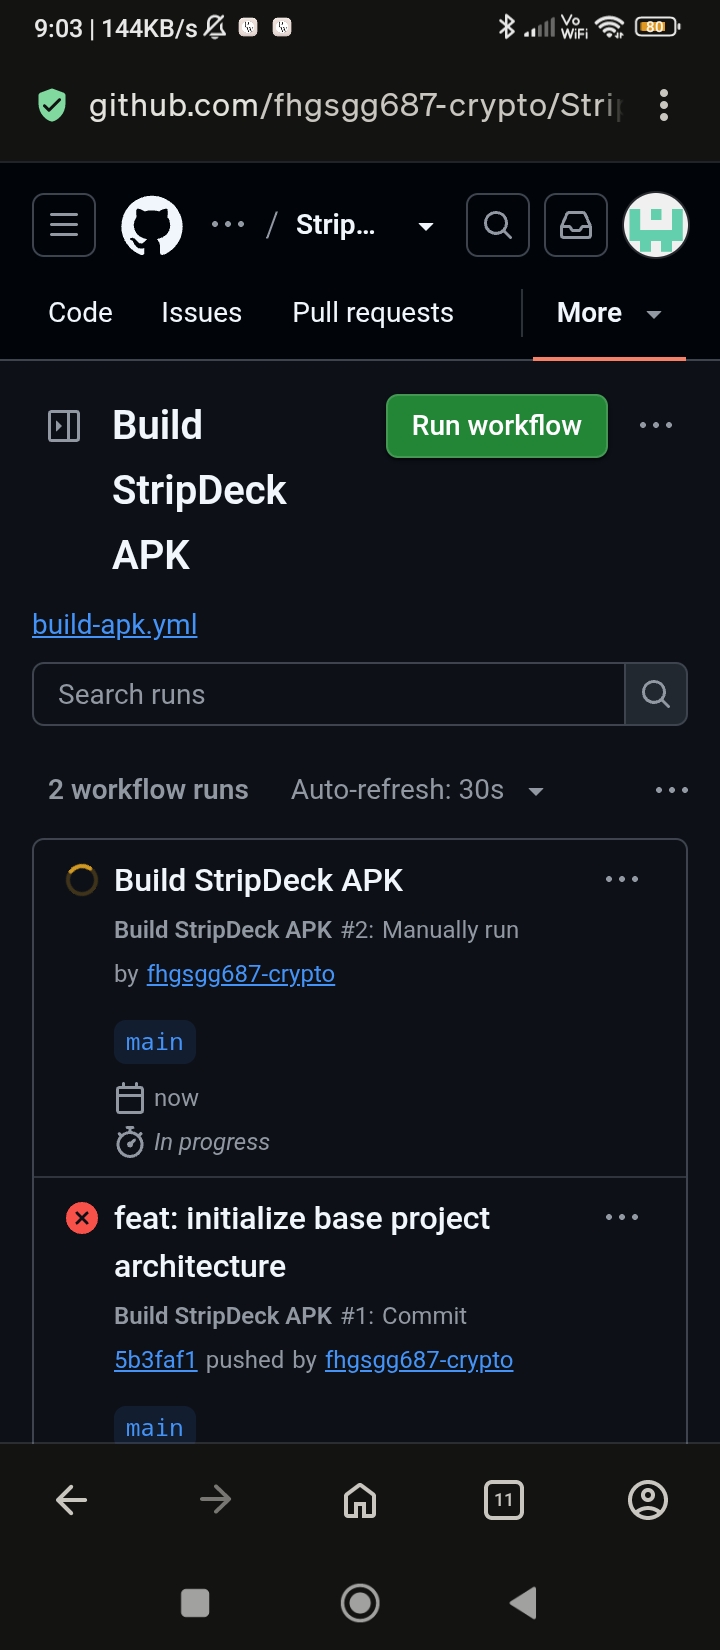 9:03 | 144KB/s
Vo
WiFi
80
github.com/fhgsgg687-crypto/Strip
... / Strip...
Code Issues Pull requests More
Build
StripDeck
APK
Run workflow
build-apk.yml
Search runs
2 workflow runs Auto-refresh: 30s
Build StripDeck APK
Build StripDeck APK #2: Manually run
by fhgsgg687-crypto
main
now
In progress
feat: initialize base project
architecture
Build StripDeck APK #1: Commit
5b3faf1 pushed by fhgsgg687-crypto
main
11